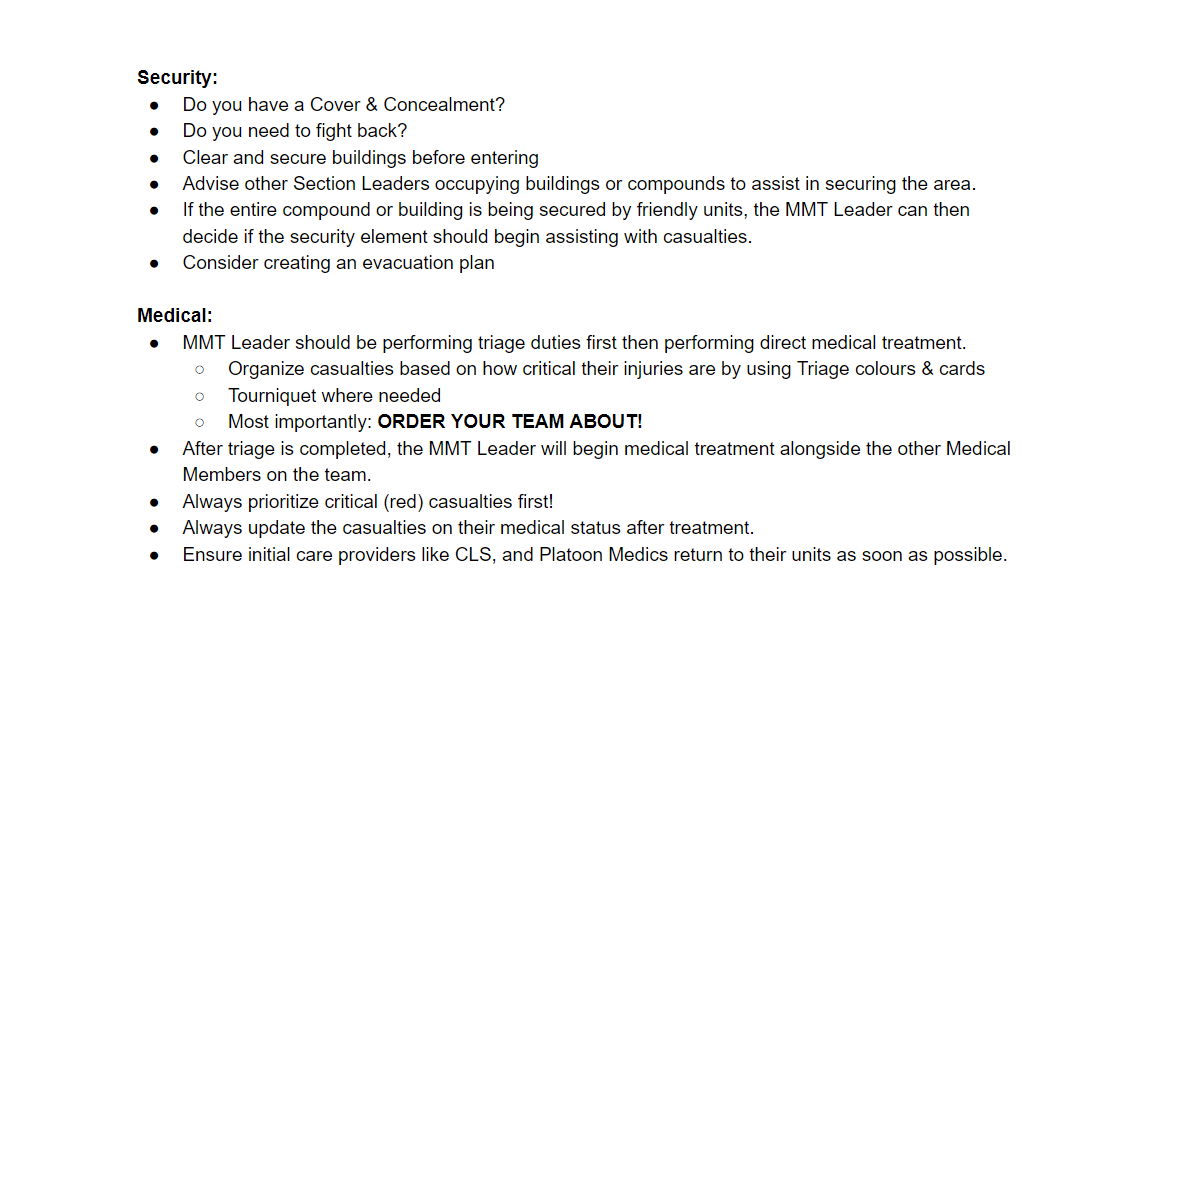 Security:
● Do you have a Cover & Concealment?
● Do you need to fight back?
● Clear and secure buildings before entering
● Advise other Section Leaders occupying buildings or compounds to assist in securing the area.
● If the entire compound or building is being secured by friendly units, the MMT Leader can then
decide if the security element should begin assisting with casualties.
● Consider creating an evacuation plan
Medical:
● MMT Leader should be performing triage duties first then performing direct medical treatment.
○ Organize casualties based on how critical their injuries are by using Triage colours & cards
○ Tourniquet where needed
○ Most importantly: ORDER YOUR TEAM ABOUT!
● After triage is completed, the MMT Leader will begin medical treatment alongside the other Medical
Members on the team.
● Always prioritize critical (red) casualties first!
● Always update the casualties on their medical status after treatment.
● Ensure initial care providers like CLS, and Platoon Medics return to their units as soon as possible.